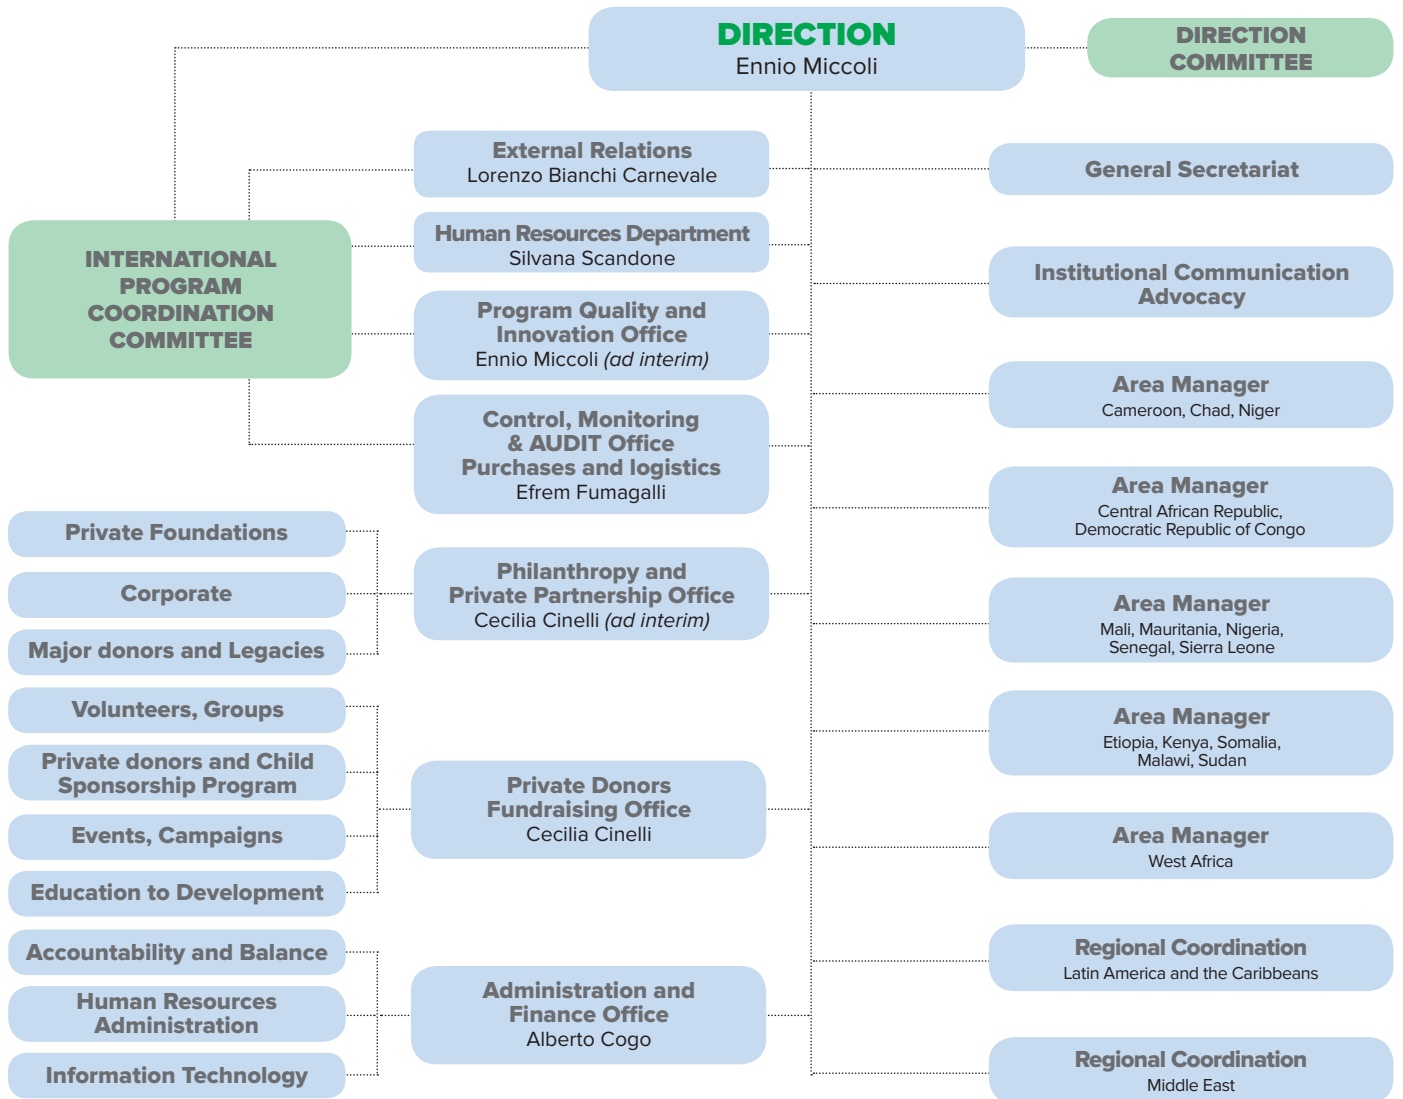 DIRECTION
Ennio Miccoli
DIRECTION
COMMITTEE
INTERNATIONAL
PROGRAM
COORDINATION
COMMITTEE
External Relations
Lorenzo Bianchi Carnevale
Human Resources Department
Silvana Scandone
Program Quality and
Innovation Office
Ennio Miccoli (ad interim)
Control, Monitoring
& AUDIT Office
Purchases and logistics
Efrem Fumagalli
Philanthropy and
Private Partnership Office
Cecilia Cinelli (ad interim)
Private Donors
Fundraising Office
Cecilia Cinelli
Administration and
Finance Office
Alberto Cogo
Private Foundations
Corporate
Major donors and Legacies
Volunteers, Groups
Private donors and Child
Sponsorship Program
Events, Campaigns
Education to Development
Accountability and Balance
Human Resources
Administration
Information Technology
General Secretariat
Institutional Communication
Advocacy
Area Manager
Cameroon, Chad, Niger
Area Manager
Central African Republic,
Democratic Republic of Congo
Area Manager
Mali, Mauritania, Nigeria,
Senegal, Sierra Leone
Area Manager
Etiopia, Kenya, Somalia,
Malawi, Sudan
Area Manager
West Africa
Regional Coordination
Latin America and the Caribbeans
Regional Coordination
Middle East